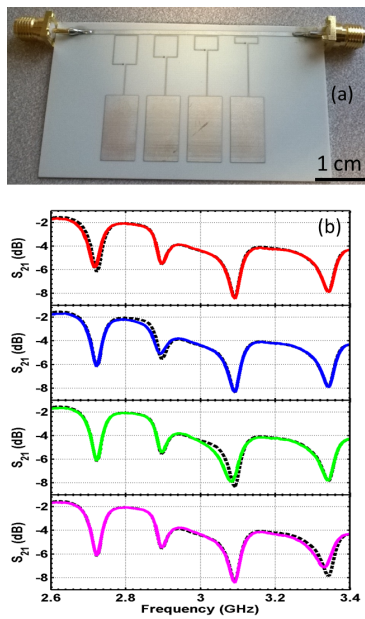 (a)
1 cm
(b)
S21 (dB)
-2
-4
-6
-8
S21 (dB)
-2
-4
-6
-8
S21 (dB)
-2
-4
-6
-8
S21 (dB)
-2
-4
-6
-8
2.6 2.8 3 3.2 3.4
Frequency (GHz)